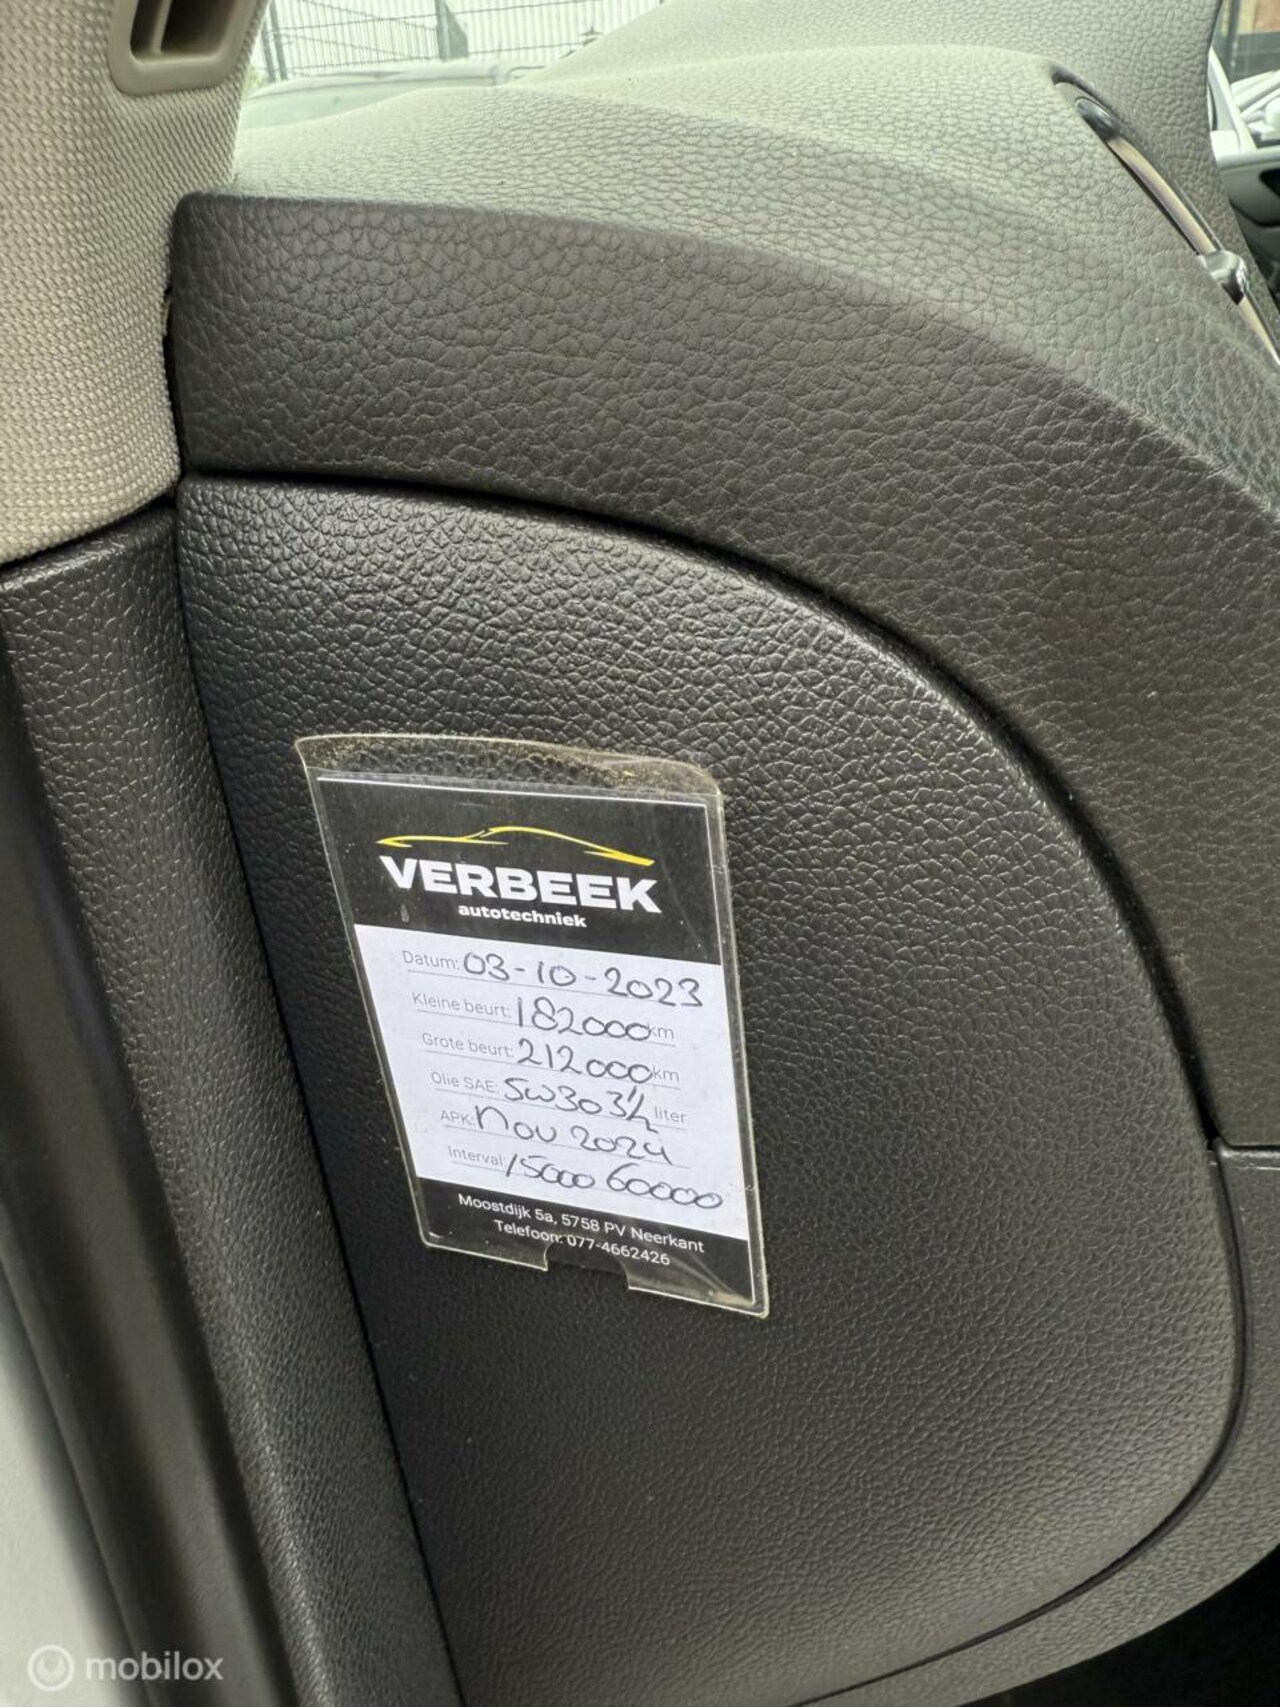 VERBEEK
autotechniek
Datum: 03-10-2023
Kleine beurt: 182000 km
Grote beurt: 212000 km
Olie SAE: 5w30 3½ liter
APK: nov 2024
Interval: 15000 60000
Moostdijk 5a, 5758 PV Neerkant
Telefoon: 077-4662426
mobilox